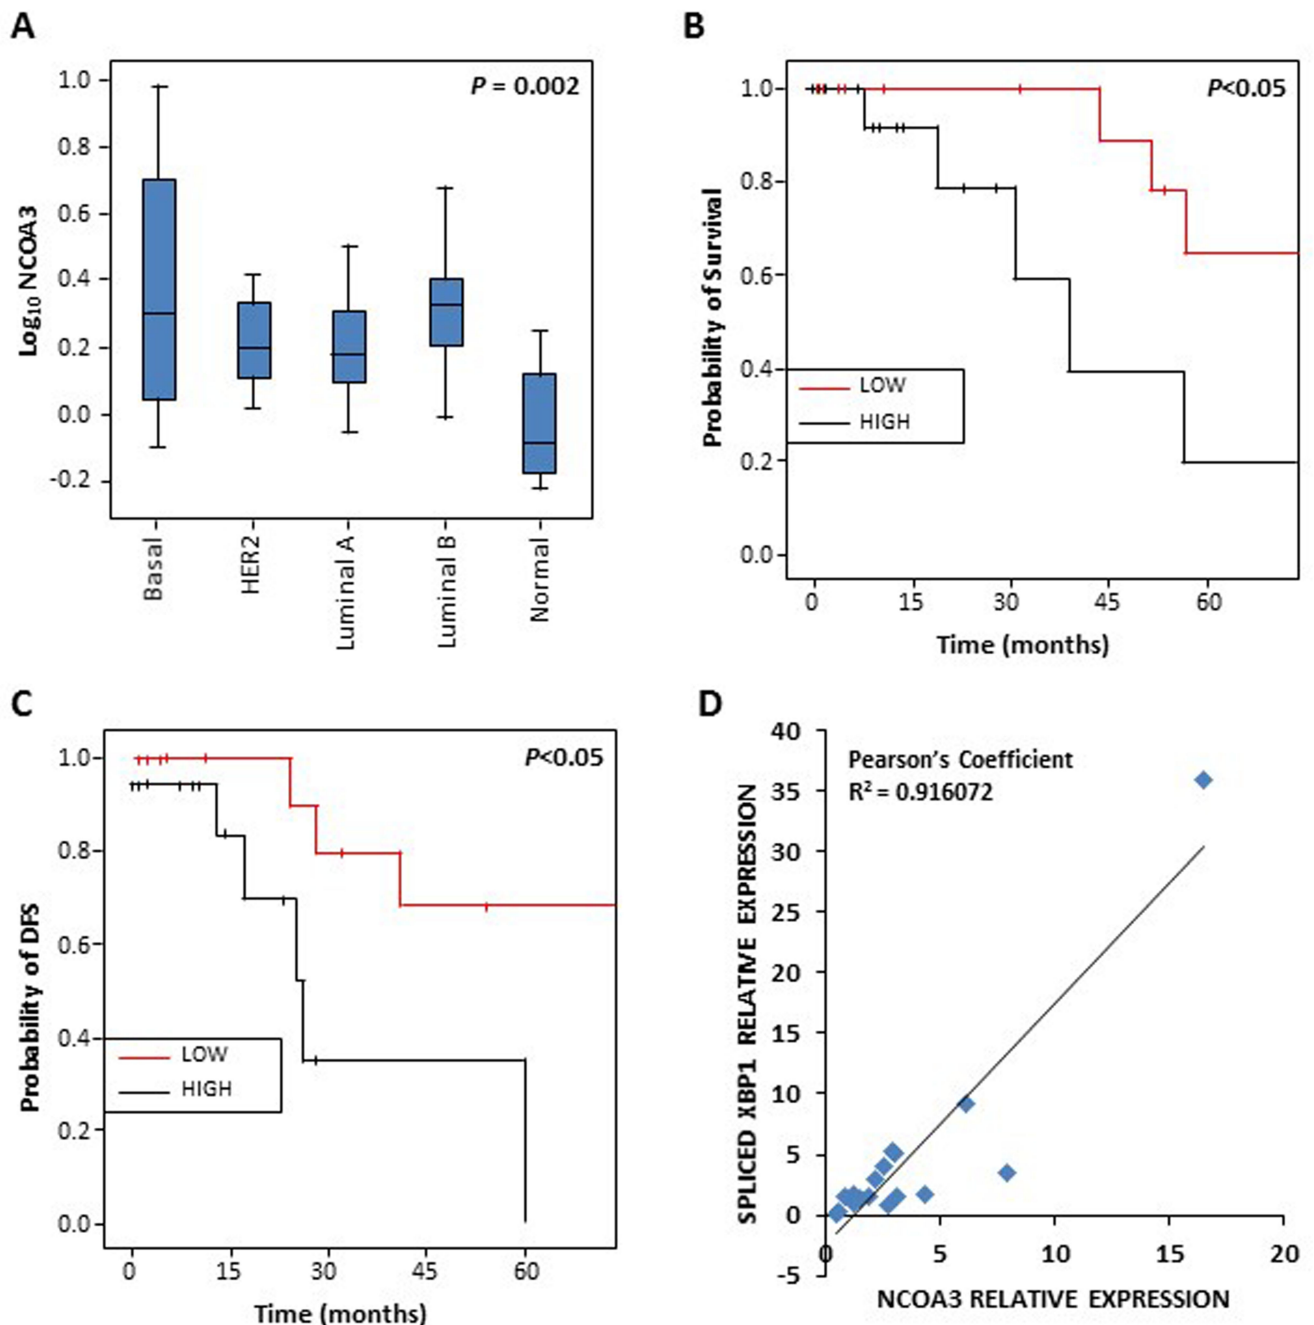 A
P = 0.002
Log10 NCOA3
1.0
0.8
0.6
0.4
0.2
0.0
-0.2
Basal
HER2
Luminal A
Luminal B
Normal
B
P<0.05
Probability of Survival
1.0
0.8
0.6
0.4
0.2
0.0
LOW
HIGH
0 15 30 45 60
Time (months)
C
P<0.05
Probability of DFS
1.0
0.8
0.6
0.4
0.2
0.0
LOW
HIGH
0 15 30 45 60
Time (months)
D
Pearson's Coefficient
R² = 0.916072
SPLICED XBP1 RELATIVE EXPRESSION
40
35
30
25
20
15
10
5
0
-5
0 5 10 15 20
NCOA3 RELATIVE EXPRESSION